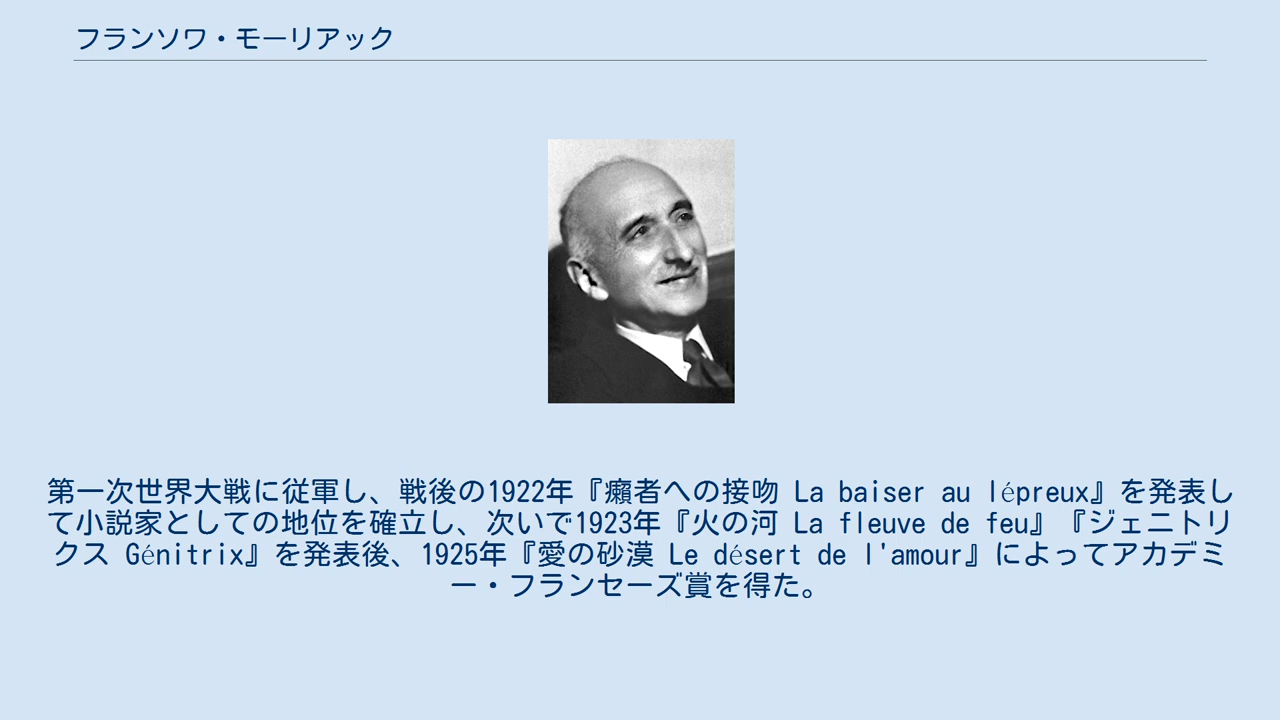 フランソワ・モーリアック
第一次世界大戦に従軍し、戦後の1922年『癩者への接吻 La baiser au lépreux』を発表し
て小説家としての地位を確立し、次いで1923年『火の河 La fleuve de feu』『ジェニトリ
クス Génitrix』を発表後、1925年『愛の砂漠 Le désert de l'amour』によってアカデミ
ー・フランセーズ賞を得た。